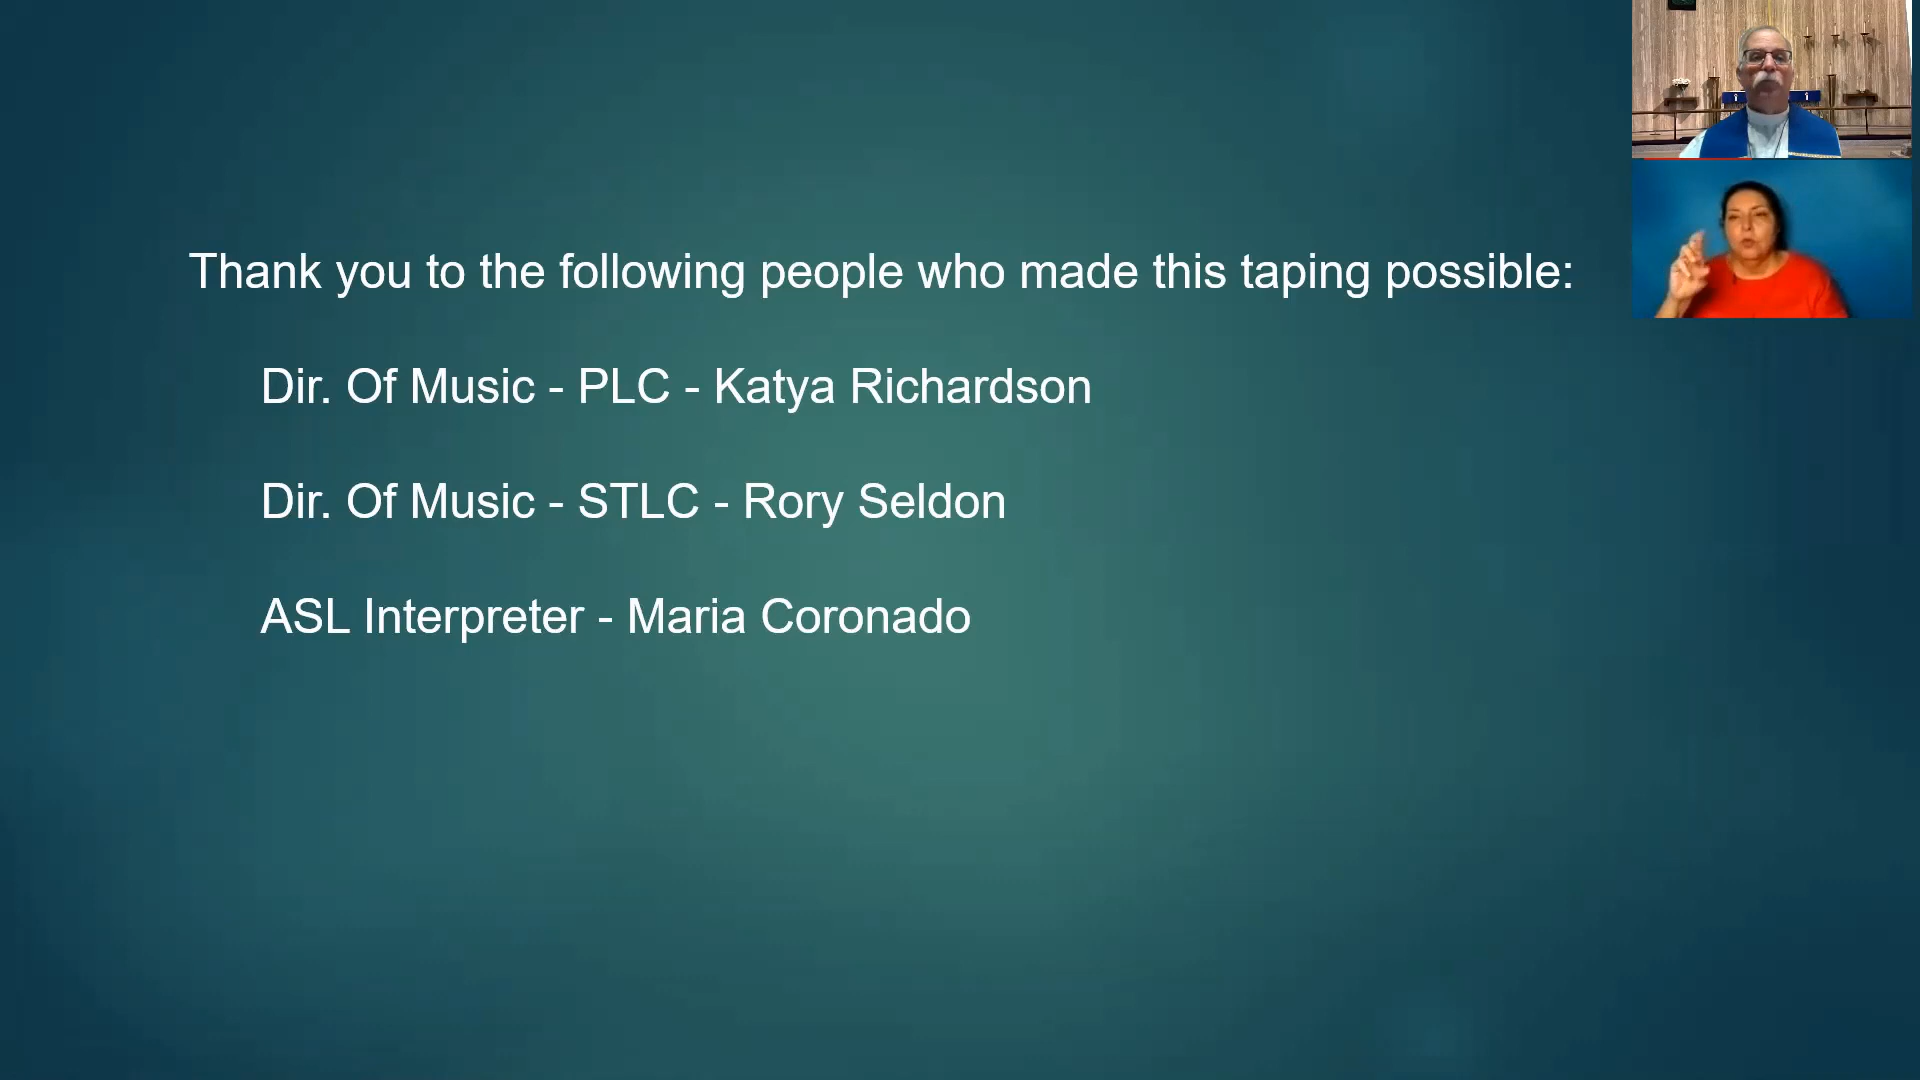 Thank you to the following people who made this taping possible:
Dir. Of Music - PLC - Katya Richardson
Dir. Of Music - STLC - Rory Seldon
ASL Interpreter - Maria Coronado